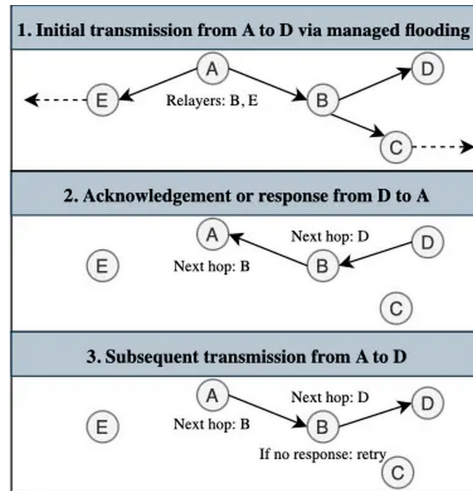 1. Initial transmission from A to D via managed flooding
A
D
E
B
Relayers: B, E
C
2. Acknowledgement or response from D to A
A
Next hop: D
D
E
Next hop: B
B
C
3. Subsequent transmission from A to D
A
Next hop: D
D
E
Next hop: B
B
If no response: retry
C